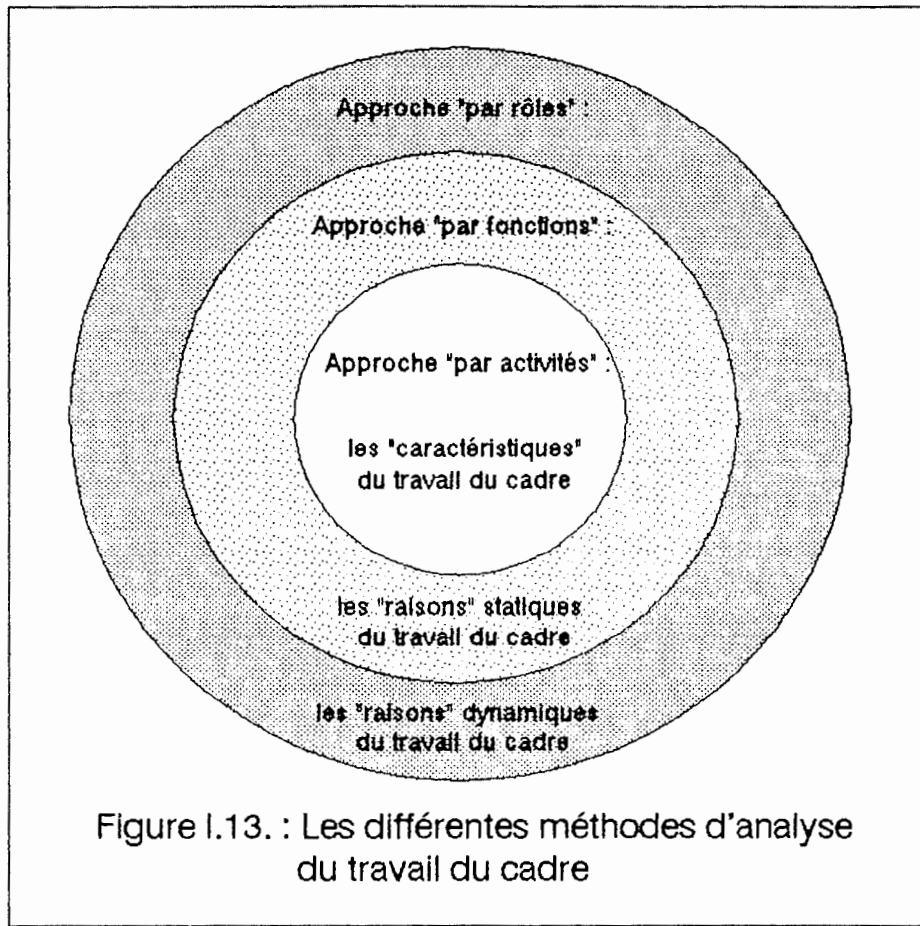 Approche "par rôles" :
Approche "par fonctions" :
Approche "par activités" :
les "caractéristiques"
du travail du cadre
les "raisons" statiques
du travail du cadre
les "raisons" dynamiques
du travail du cadre
Figure I.13. : Les différentes méthodes d'analyse
du travail du cadre